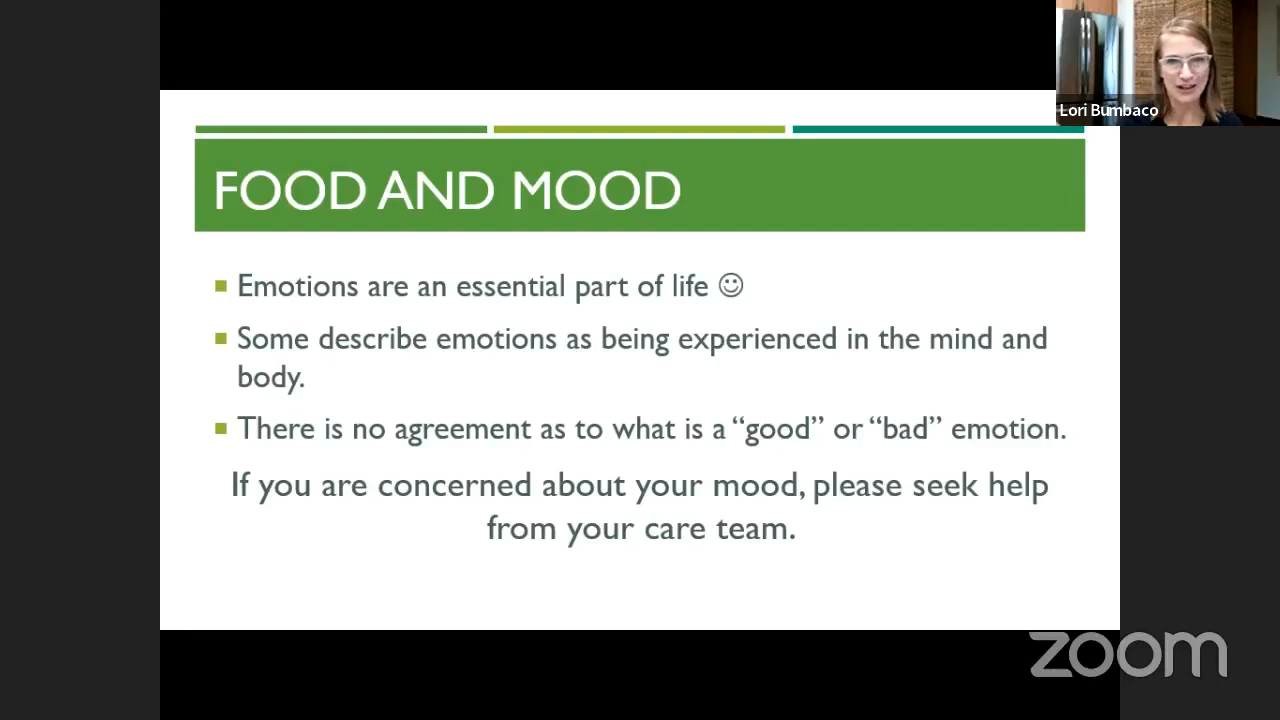 Lori Bumbaco
FOOD AND MOOD
Emotions are an essential part of life ☺
Some describe emotions as being experienced in the mind and
body.
There is no agreement as to what is a “good” or “bad” emotion.
If you are concerned about your mood, please seek help
from your care team.
zoom